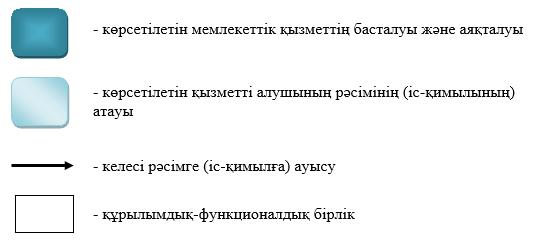 - көрсетілетін мемлекеттік қызметтің басталуы және аяқталуы
- көрсетілетін қызметті алушының рәсімінің (іс-қимылының)
атауы
- келесі рәсімге (іс-қимылға) ауысу
- құрылымдық-функционалдық бірлік